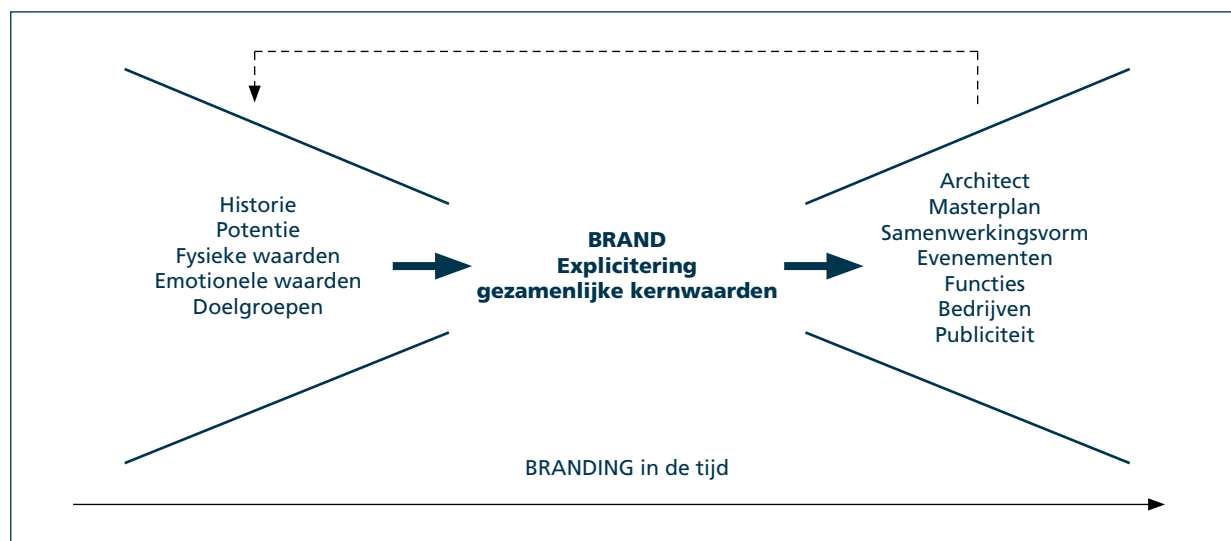 Historie
Potentie
Fysieke waarden
Emotionele waarden
Doelgroepen
BRAND
Explicitering
gezamenlijke kernwaarden
Architect
Masterplan
Samenwerkingsvorm
Evenementen
Functies
Bedrijven
Publiciteit
BRANDING in de tijd